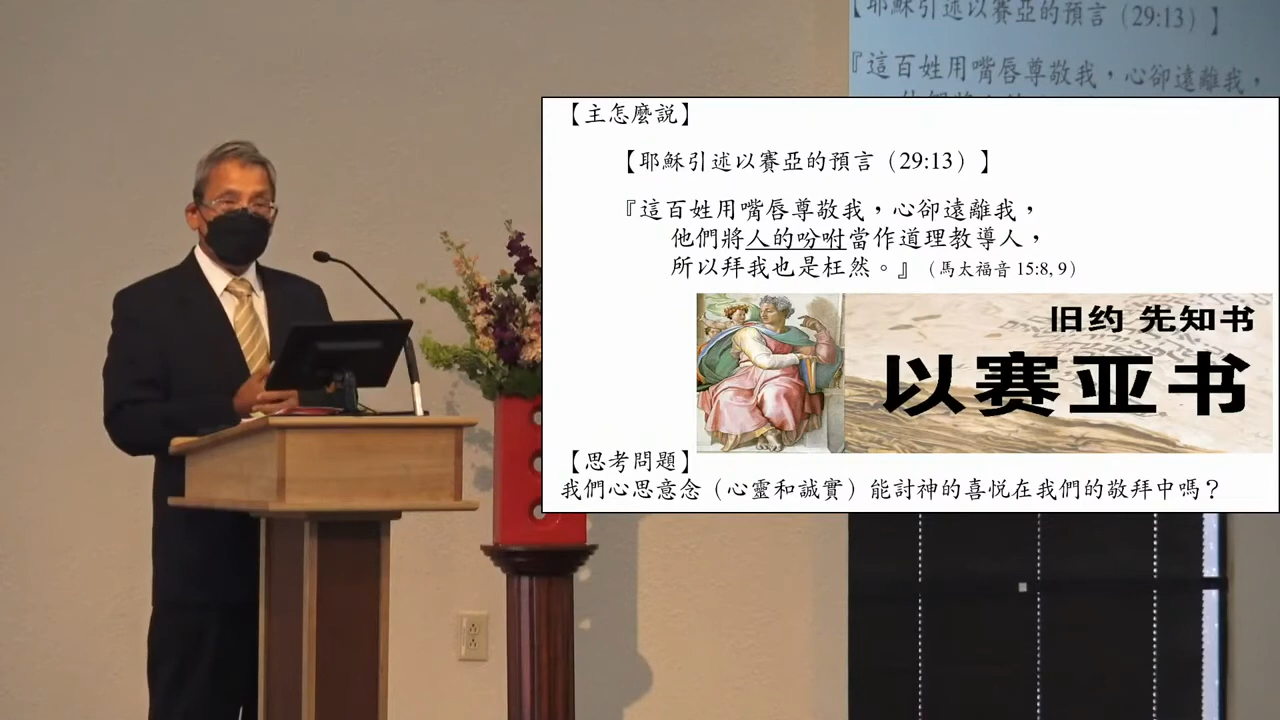 【耶穌引述以賽亞的預言（29:13）】
『這百姓用嘴唇尊敬我，心卻遠離我，
【主怎麼説】
【耶穌引述以賽亞的預言（29:13）】
『這百姓用嘴唇尊敬我，心卻遠離我，
他們將人的吩咐當作道理教導人，
所以拜我也是枉然。』（馬太福音 15:8, 9）
旧约 先知书
以赛亚书
【思考問題】
我們心思意念（心靈和誠實）能討神的喜悦在我們的敬拜中嗎？